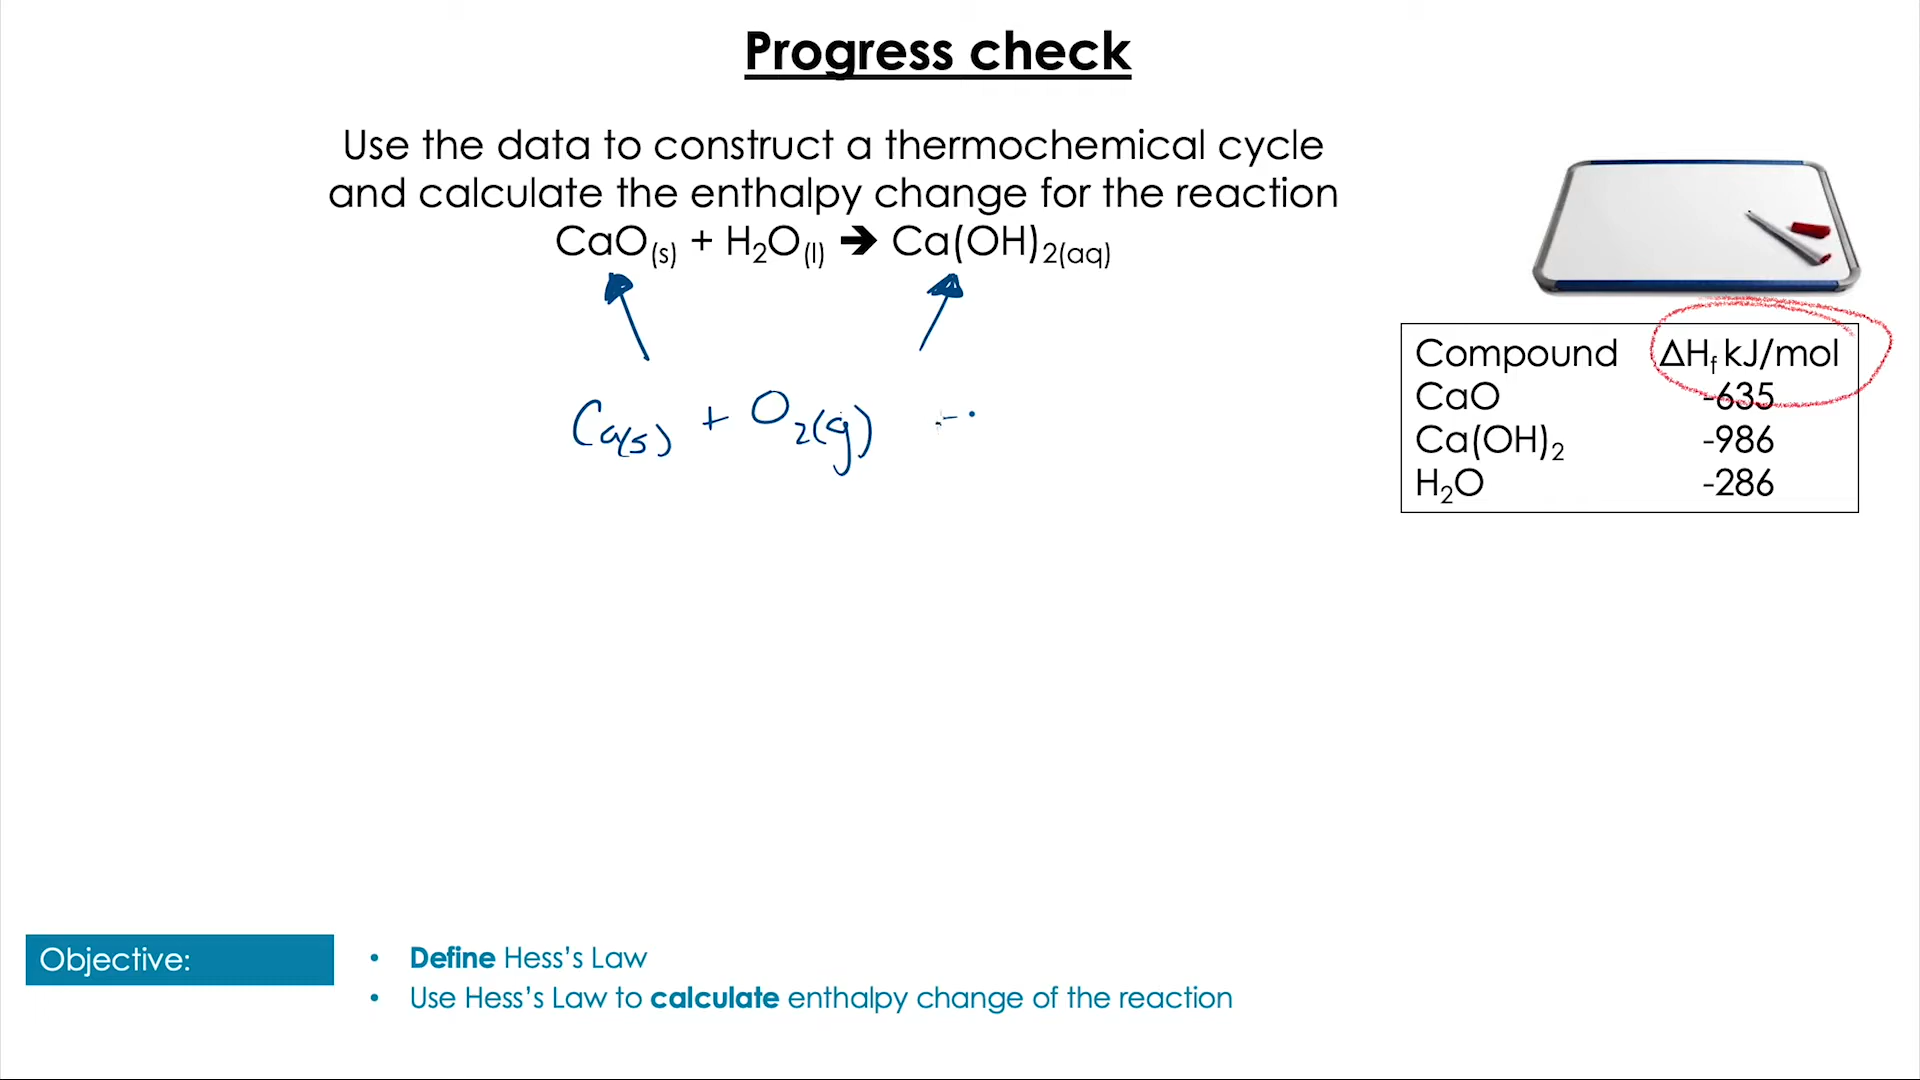 Progress check
Use the data to construct a thermochemical cycle
and calculate the enthalpy change for the reaction
CaO(s) + H₂O(l) ➔ Ca(OH)₂(aq)
Ca(s) + O₂(g) +
Compound ΔHf kJ/mol
CaO -635
Ca(OH)₂ -986
H₂O -286
Objective:
• Define Hess’s Law
• Use Hess’s Law to calculate enthalpy change of the reaction